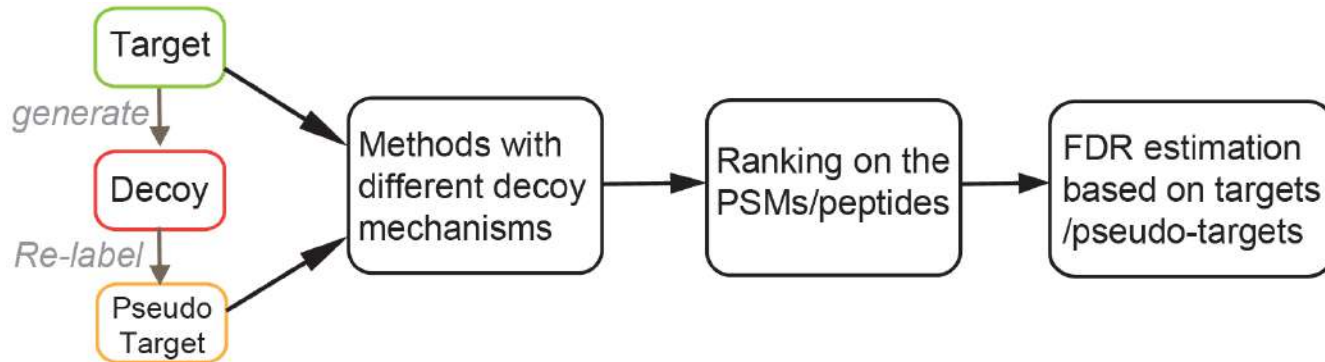 Target
generate
Decoy
Re-label
Pseudo
Target
Methods with
different decoy
mechanisms
Ranking on the
PSMs/peptides
FDR estimation
based on targets
/pseudo-targets